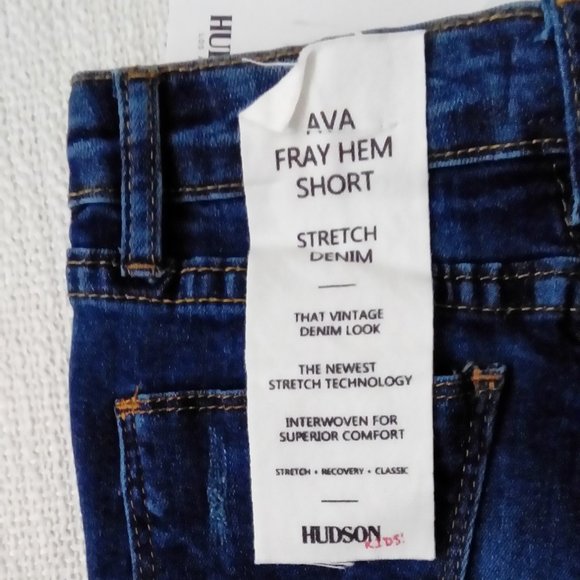 HU
AVA
FRAY HEM
SHORT
STRETCH
DENIM
THAT VINTAGE
DENIM LOOK
THE NEWEST
STRETCH TECHNOLOGY
INTERWOVEN FOR
SUPERIOR COMFORT
STRETCH • RECOVERY • CLASSIC
HUDSON
KIDS!